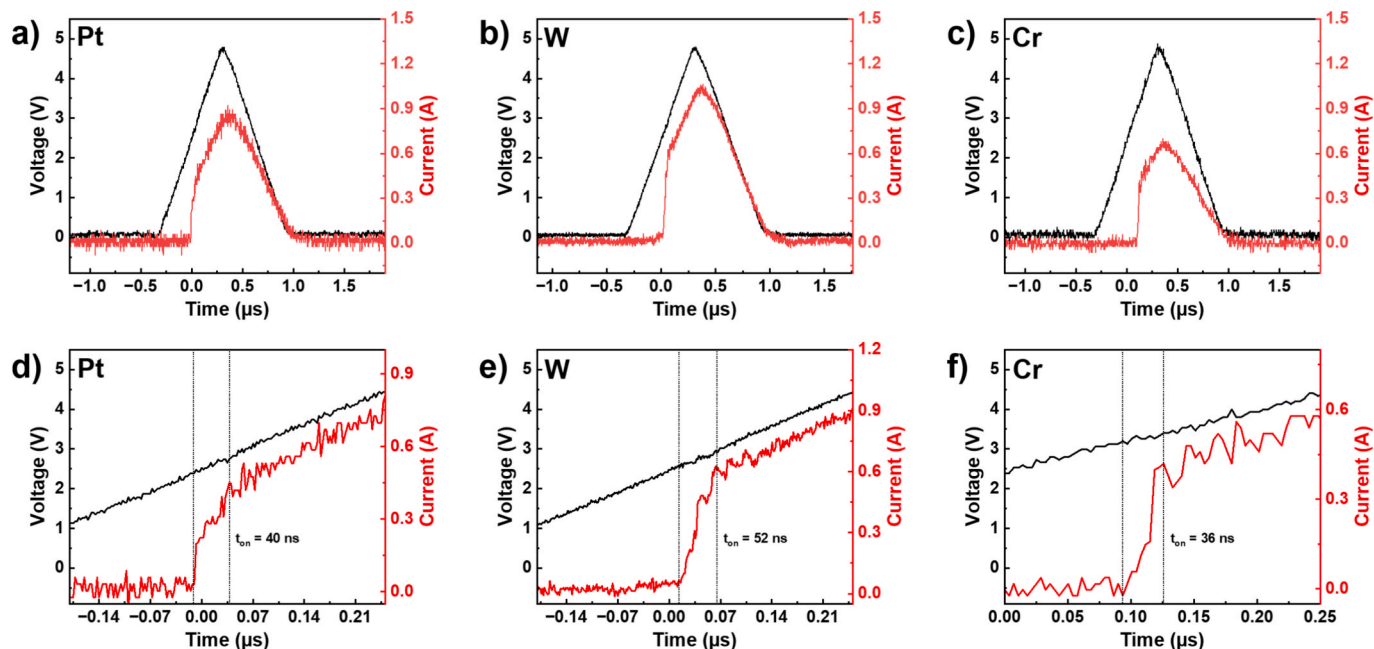 a) Pt
Voltage (V)
5
4
3
2
1
0
Current (A)
1.5
1.2
0.9
0.6
0.3
0.0
−1.0 −0.5 0.0 0.5 1.0 1.5
Time (µs)
b) W
Voltage (V)
5
4
3
2
1
0
Current (A)
1.5
1.2
0.9
0.6
0.3
0.0
−1.0 −0.5 0.0 0.5 1.0 1.5
Time (µs)
c) Cr
Voltage (V)
5
4
3
2
1
0
Current (A)
1.5
1.2
0.9
0.6
0.3
0.0
−1.0 −0.5 0.0 0.5 1.0 1.5
Time (µs)
d) Pt
Voltage (V)
5
4
3
2
1
0
Current (A)
0.9
0.6
0.3
0.0
t_on = 40 ns
−0.14 −0.07 0.00 0.07 0.14 0.21
Time (µs)
e) W
Voltage (V)
5
4
3
2
1
0
Current (A)
1.2
0.9
0.6
0.3
0.0
t_on = 52 ns
−0.14 −0.07 0.00 0.07 0.14 0.21
Time (µs)
f) Cr
Voltage (V)
5
4
3
2
1
0
Current (A)
0.6
0.3
0.0
t_on = 36 ns
0.00 0.05 0.10 0.15 0.20 0.25
Time (µs)